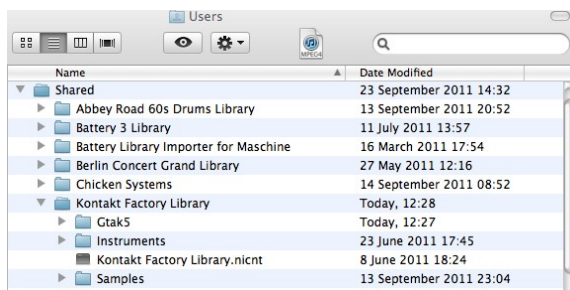 Users
MPEG4
Name Date Modified
Shared 23 September 2011 14:32
Abbey Road 60s Drums Library 13 September 2011 20:52
Battery 3 Library 11 July 2011 13:57
Battery Library Importer for Maschine 16 March 2011 17:54
Berlin Concert Grand Library 27 May 2011 12:16
Chicken Systems 14 September 2011 08:52
Kontakt Factory Library Today, 12:28
Gtak5 Today, 12:27
Instruments 23 June 2011 17:45
Kontakt Factory Library.nicnt 8 June 2011 18:24
Samples 13 September 2011 23:04